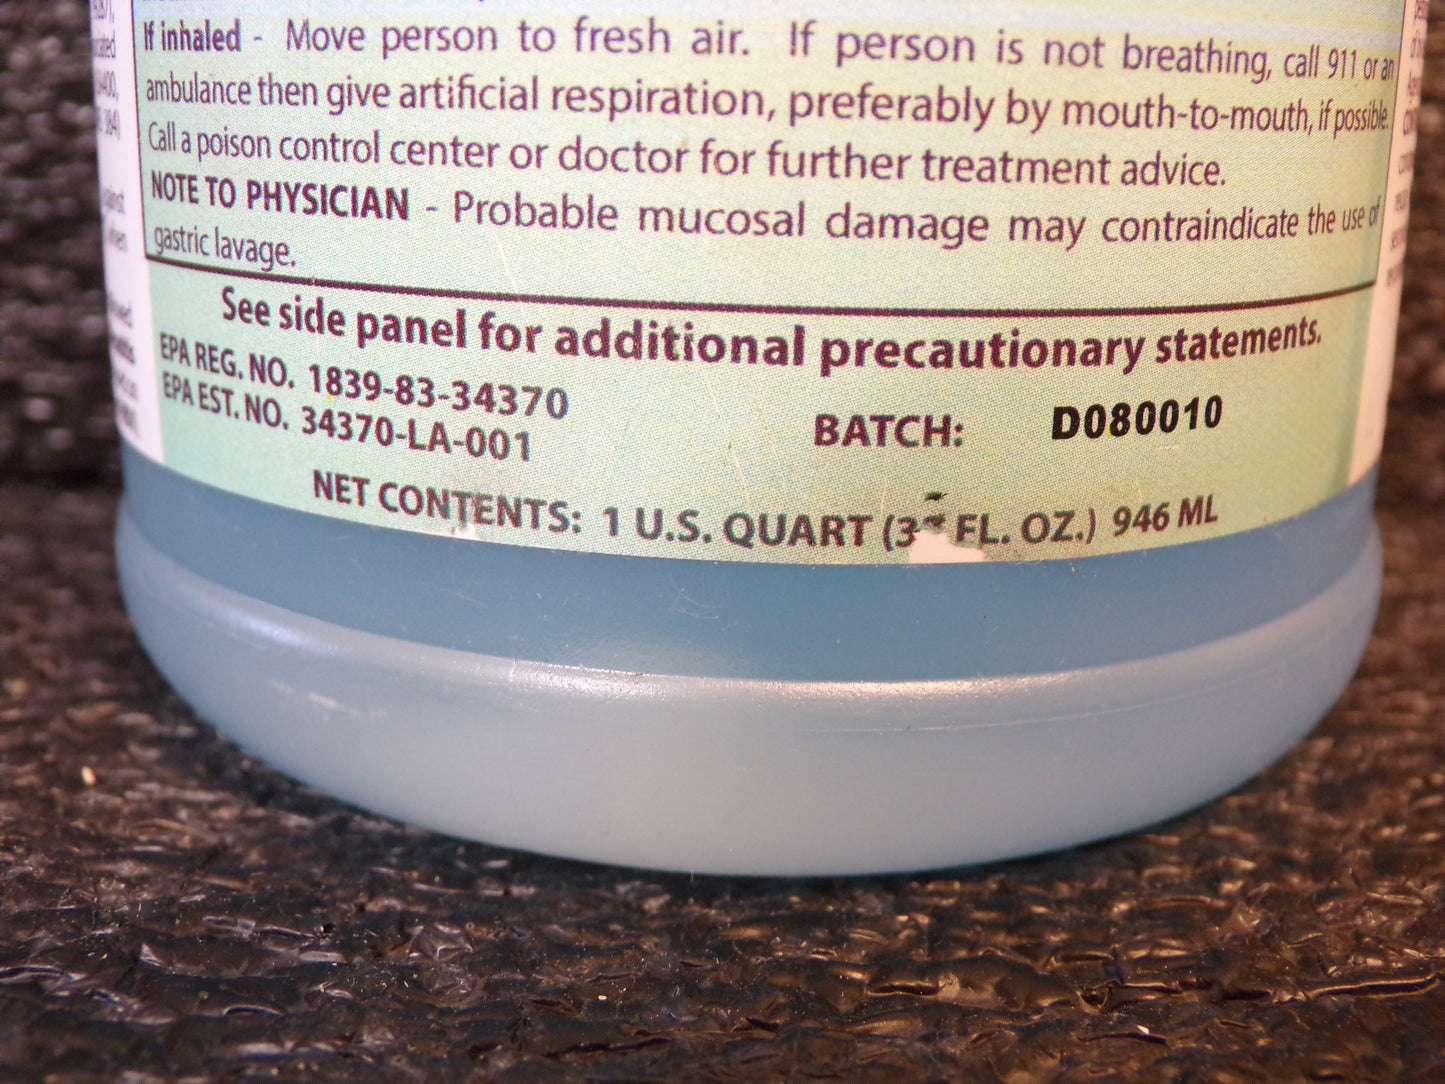 If inhaled - Move person to fresh air. If person is not breathing, call 911 or an
ambulance then give artificial respiration, preferably by mouth-to-mouth, if possible.
Call a poison control center or doctor for further treatment advice.
NOTE TO PHYSICIAN - Probable mucosal damage may contraindicate the use of
gastric lavage.
See side panel for additional precautionary statements.
EPA REG. NO. 1839-83-34370
EPA EST. NO. 34370-LA-001
BATCH: D080010
NET CONTENTS: 1 U.S. QUART (3 FL. OZ.) 946 ML